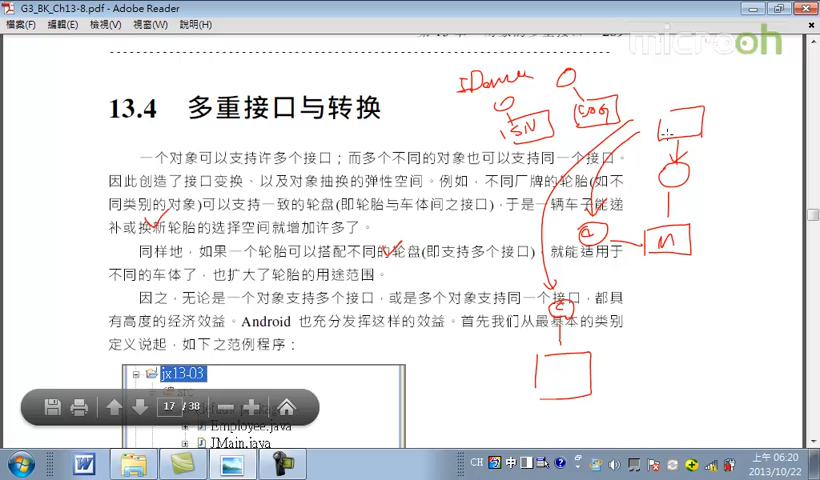 G3_BK_Ch13-8.pdf - Adobe Reader
檔案(F) 編輯(E) 檢視(V) 視窗(W) 說明(H)
microoh
13.4 多重接口与转换
一个对象可以支持许多个接口；而多个不同的对象也可以支持同一个接口。
因此创造了接口变换、以及对象抽换的弹性空间。例如，不同厂牌的轮胎(如不
同类别的对象)可以支持一致的轮盘(即轮胎与车体间之接口)，于是一辆车子能递
补或换新轮胎的选择空间就增加许多了。
同样地，如果一个轮胎可以搭配不同的轮盘(即支持多个接口)，就能适用于
不同的车体了，也扩大了轮胎的用途范围。
因之，无论是一个对象支持多个接口，或是多个对象支持同一个接口，都具
有高度的经济效益。Android 也充分发挥这样的效益。首先我们从最基本的类别
定义说起，如下之范例程序：
jx13-03
src
Employee.java
JMain.java
17 / 38
SN
M
CH 中
上午 06:20
2013/10/22